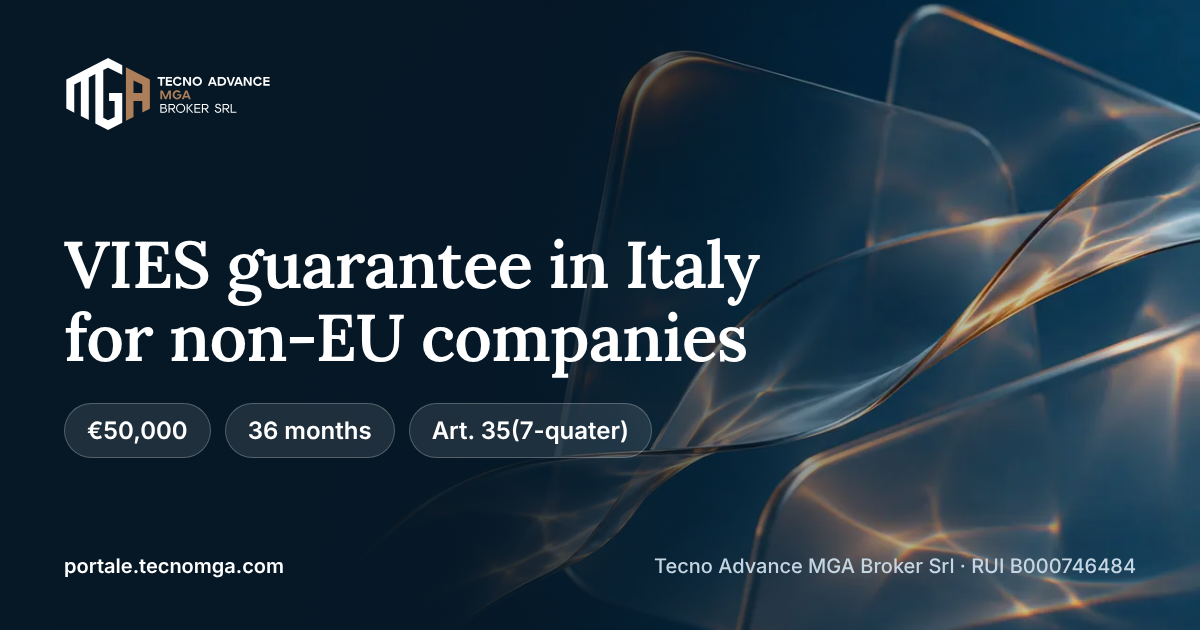 MGA
TECNO ADVANCE
MGA
BROKER SRL
VIES guarantee in Italy
for non-EU companies
€50,000
36 months
Art. 35(7-quater)
portale.tecnomga.com
Tecno Advance MGA Broker Srl · RUI B000746484